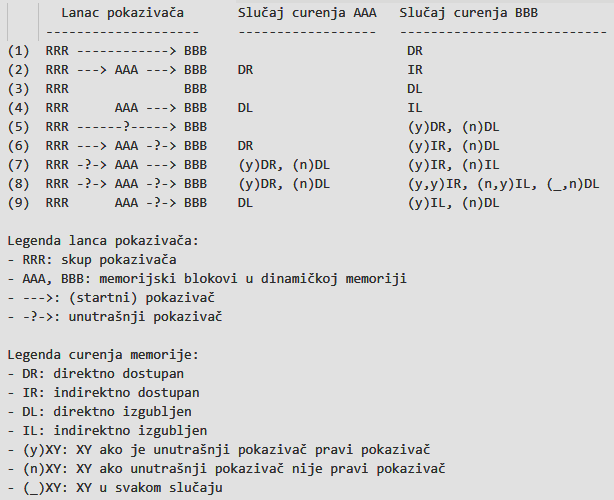 Lanac pokazivača Slučaj curenja AAA Slučaj curenja BBB
-------------------- ------------------ ---------------------------
(1) RRR ------------> BBB DR
(2) RRR ---> AAA ---> BBB DR IR
(3) RRR BBB DL
(4) RRR AAA ---> BBB DL IL
(5) RRR ------?-----> BBB (y)DR, (n)DL
(6) RRR ---> AAA -?-> BBB DR (y)IR, (n)DL
(7) RRR -?-> AAA ---> BBB (y)DR, (n)DL (y)IR, (n)IL
(8) RRR -?-> AAA -?-> BBB (y)DR, (n)DL (y,y)IR, (n,y)IL, (_,n)DL
(9) RRR AAA -?-> BBB DL (y)IL, (n)DL
Legenda lanca pokazivača:
- RRR: skup pokazivača
- AAA, BBB: memorijski blokovi u dinamičkoj memoriji
- --->: (startni) pokazivač
- -?->: unutrašnji pokazivač
Legenda curenja memorije:
- DR: direktno dostupan
- IR: indirektno dostupan
- DL: direktno izgubljen
- IL: indirektno izgubljen
- (y)XY: XY ako je unutrašnji pokazivač pravi pokazivač
- (n)XY: XY ako unutrašnji pokazivač nije pravi pokazivač
- (_)XY: XY u svakom slučaju